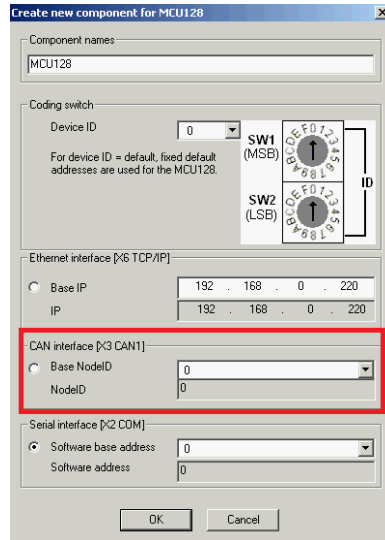 Create new component for MCU128
Component names
MCU128
Coding switch
Device ID
0
For device ID = default, fixed default
addresses are used for the MCU128.
SW1
(MSB)
SW2
(LSB)
ID
Ethernet interface [X6 TCP/IP]
Base IP
192 . 168 . 0 . 220
IP
192 . 168 . 0 . 220
CAN interface [X3 CAN1]
Base NodeID
0
NodeID
0
Serial interface [X2 COM]
Software base address
0
Software address
0
OK
Cancel